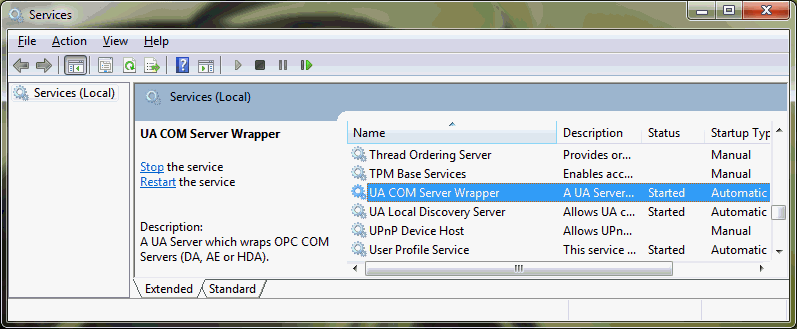 Services
File Action View Help
Services (Local)
Services (Local)
UA COM Server Wrapper
Stop the service
Restart the service
Description:
A UA Server which wraps OPC COM
Servers (DA, AE or HDA).
Name Description Status Startup Typ
Thread Ordering Server Provides or... Manual
TPM Base Services Enables acc... Manual
UA COM Server Wrapper A UA Server... Started Automatic
UA Local Discovery Server Allows UA c... Started Automatic
UPnP Device Host Allows UPn... Manual
User Profile Service This service ... Started Automatic
Extended Standard